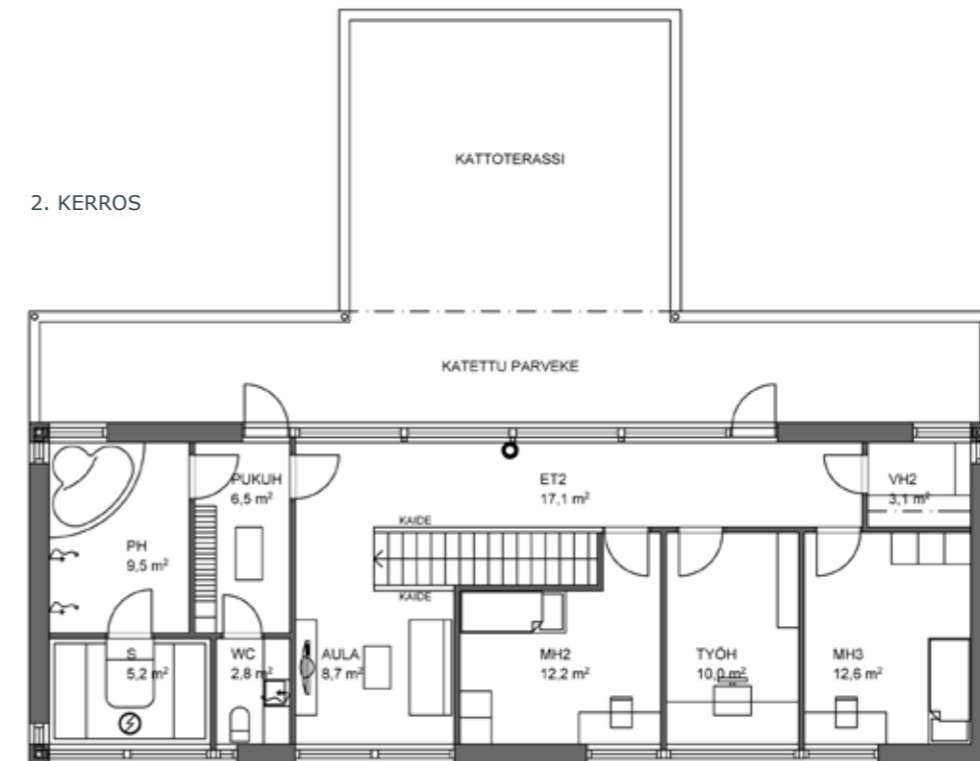 KATTOTERASSI
2. KERROS
KATETTU PARVEKE
PUKUH
6,5 m²
ET2
17,1 m²
VH2
3,1 m²
KAIDE
PH
9,5 m²
KAIDE
S
5,2 m²
WC
2,8 m²
AULA
8,7 m²
MH2
12,2 m²
TYÖH
10,0 m²
MH3
12,6 m²